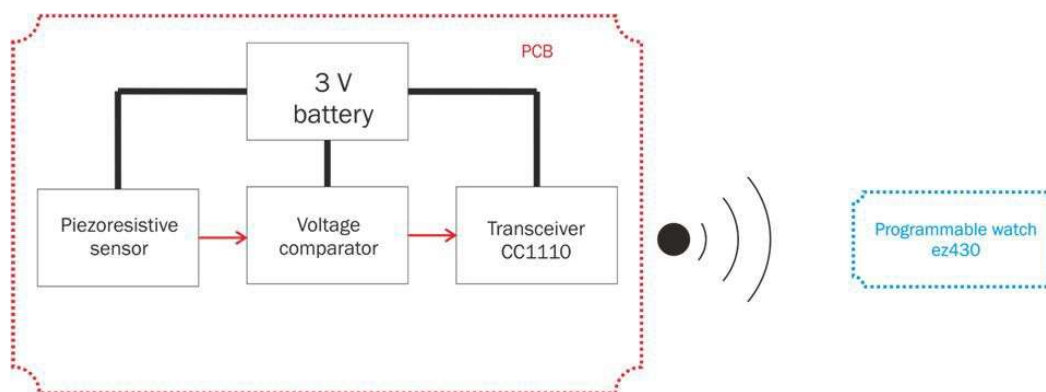 PCB
3 V
battery
Piezoresistive
sensor
Voltage
comparator
Transceiver
CC1110
Programmable watch
ez430